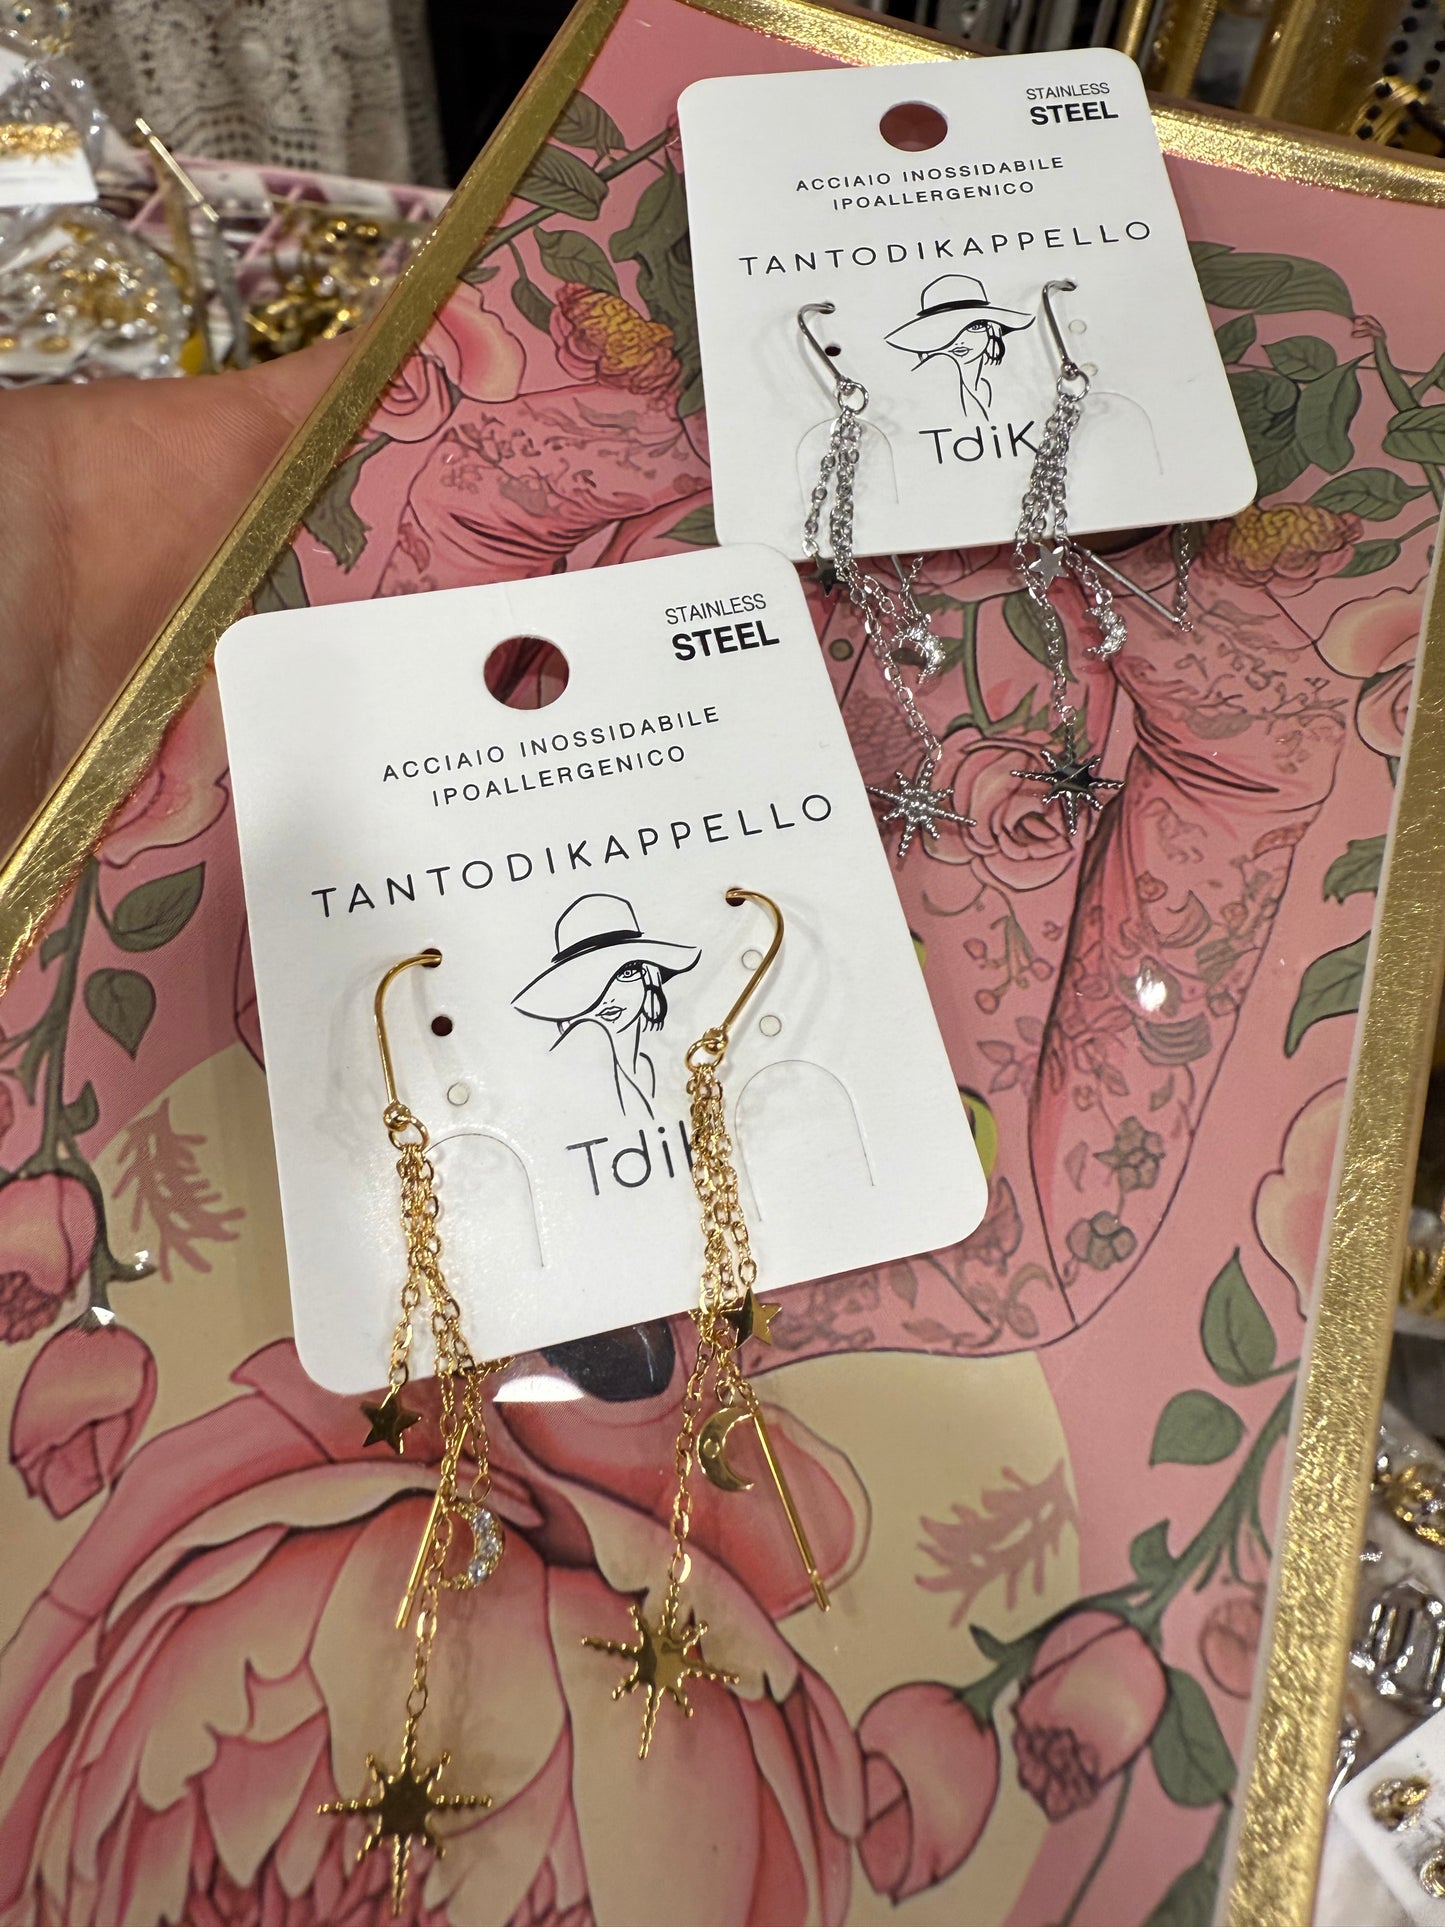 STAINLESS
STEEL
ACCIAIO INOSSIDABILE
IPOALLERGENICO
TANTODIKAPPELLO
TdiK
STAINLESS
STEEL
ACCIAIO INOSSIDABILE
IPOALLERGENICO
TANTODIKAPPELLO
TdiK